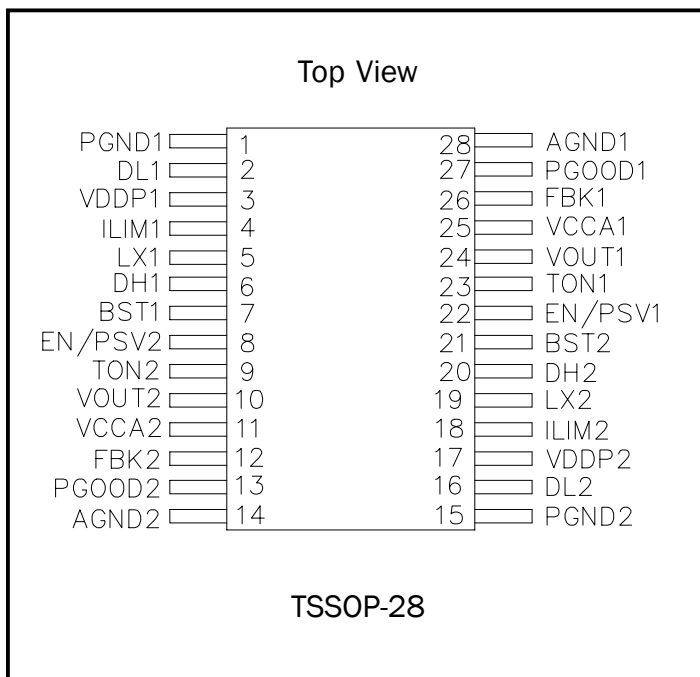 Top View
PGND1 1 28 AGND1
DL1 2 27 PGOOD1
VDDP1 3 26 FBK1
ILIM1 4 25 VCCA1
LX1 5 24 VOUT1
DH1 6 23 TON1
BST1 7 22 EN/PSV1
EN/PSV2 8 21 BST2
TON2 9 20 DH2
VOUT2 10 19 LX2
VCCA2 11 18 ILIM2
FBK2 12 17 VDDP2
PGOOD2 13 16 DL2
AGND2 14 15 PGND2
TSSOP-28